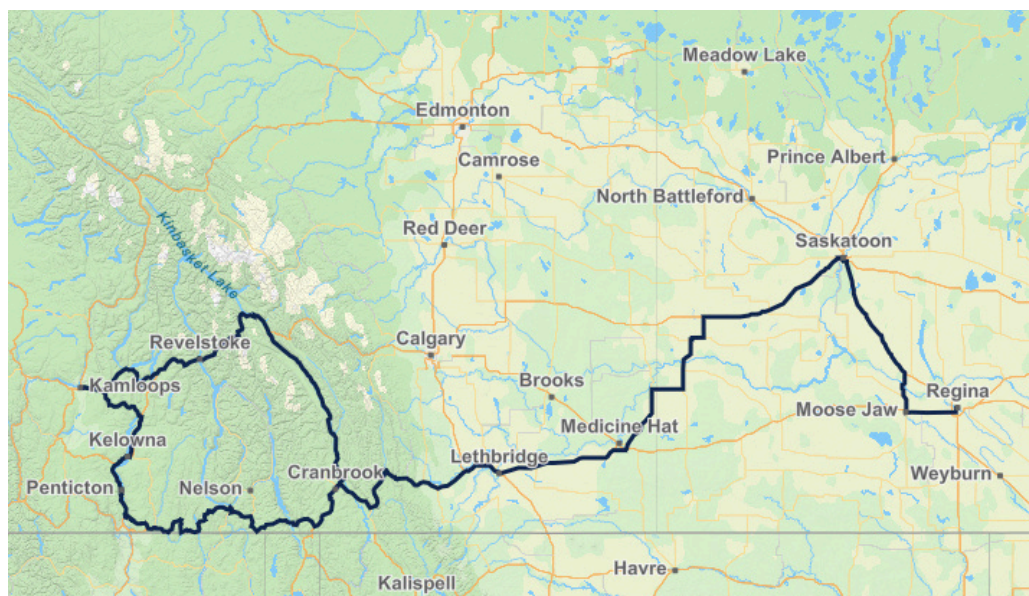 Meadow Lake
Edmonton
Camrose
Prince Albert
North Battleford
Kinbasket Lake
Red Deer
Saskatoon
Revelstoke
Calgary
Kamloops
Brooks
Regina
Moose Jaw
Medicine Hat
Kelowna
Lethbridge
Cranbrook
Weyburn
Penticton
Nelson
Havre
Kalispell